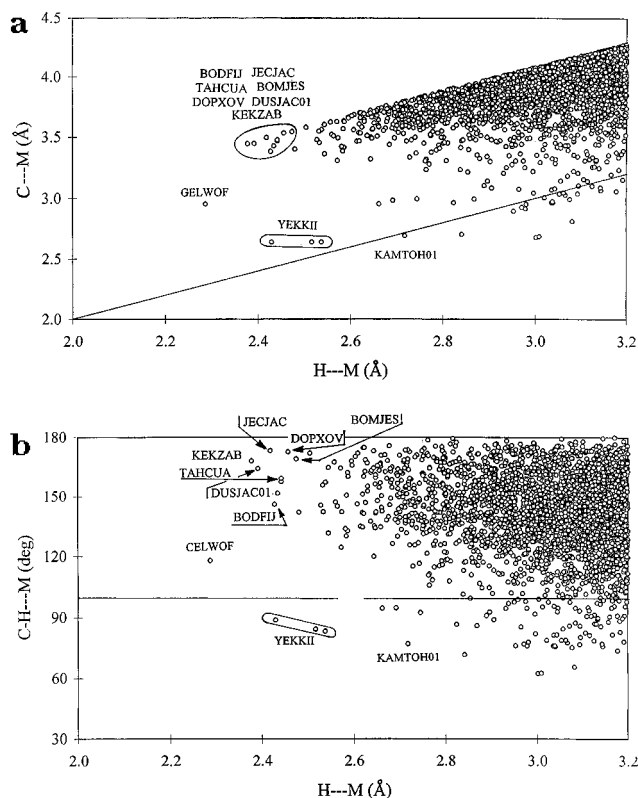 a
4.5
4.0
3.5
3.0
2.5
2.0
C---M (Å)
BODFIJ JECJAC
TAHCUA BOMJES
DOPXOV DUSJAC01
KEKZAB
GELWOF
YEKKII
KAMTOH01
2.0 2.2 2.4 2.6 2.8 3.0 3.2
H---M (Å)
b
180
150
120
90
60
30
C-H---M (deg)
JECJAC
BOMJES
DOPXOV
KEKZAB
TAHCUA
DUSJAC01
BODFIJ
CELWOF
YEKKII
KAMTOH01
2.0 2.2 2.4 2.6 2.8 3.0 3.2
H---M (Å)